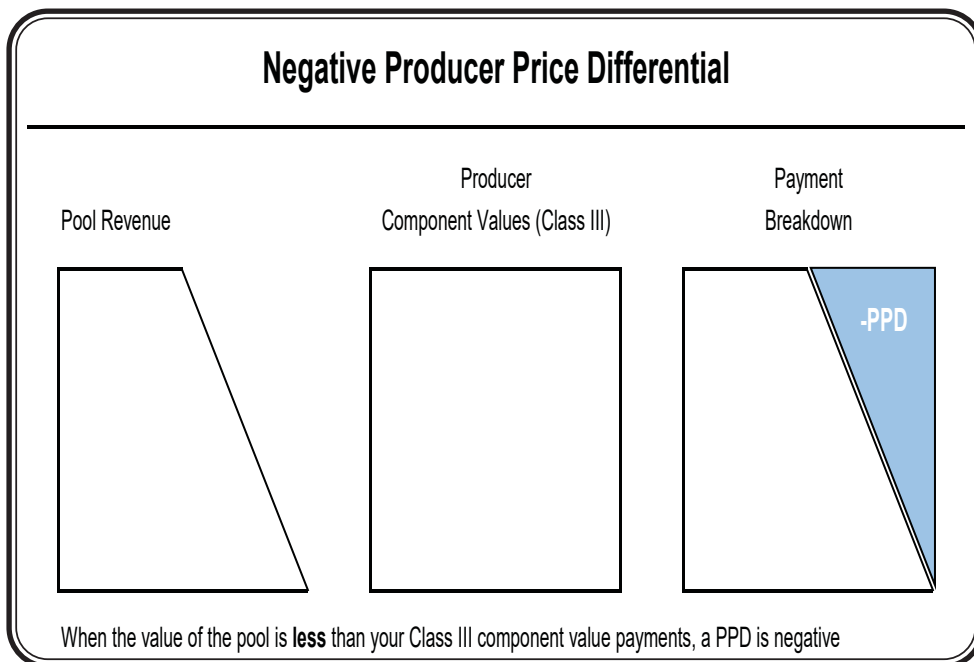 Negative Producer Price Differential
Pool Revenue
Producer
Component Values (Class III)
Payment
Breakdown
-PPD
When the value of the pool is less than your Class III component value payments, a PPD is negative